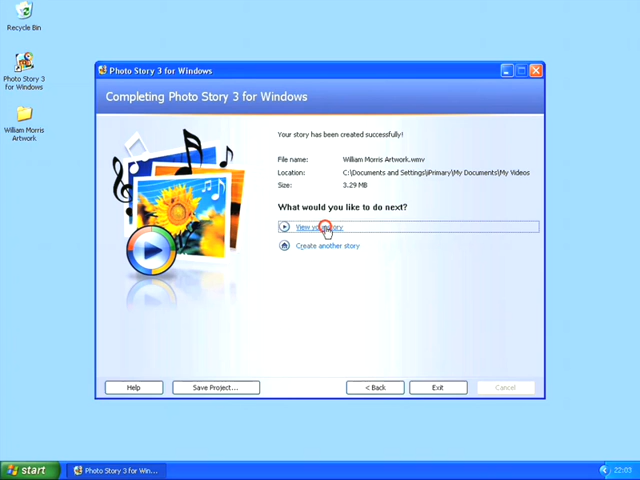 Recycle Bin
Photo Story 3
for Windows
William Morris
Artwork
Photo Story 3 for Windows
Completing Photo Story 3 for Windows
Your story has been created successfully!
File name: William Morris Artwork.wmv
Location: C:\Documents and Settings\iPrimary\My Documents\My Videos
Size: 3.29 MB
What would you like to do next?
View your story
Create another story
Help
Save Project...
< Back
Exit
Cancel
start
Photo Story 3 for Win...
22:03